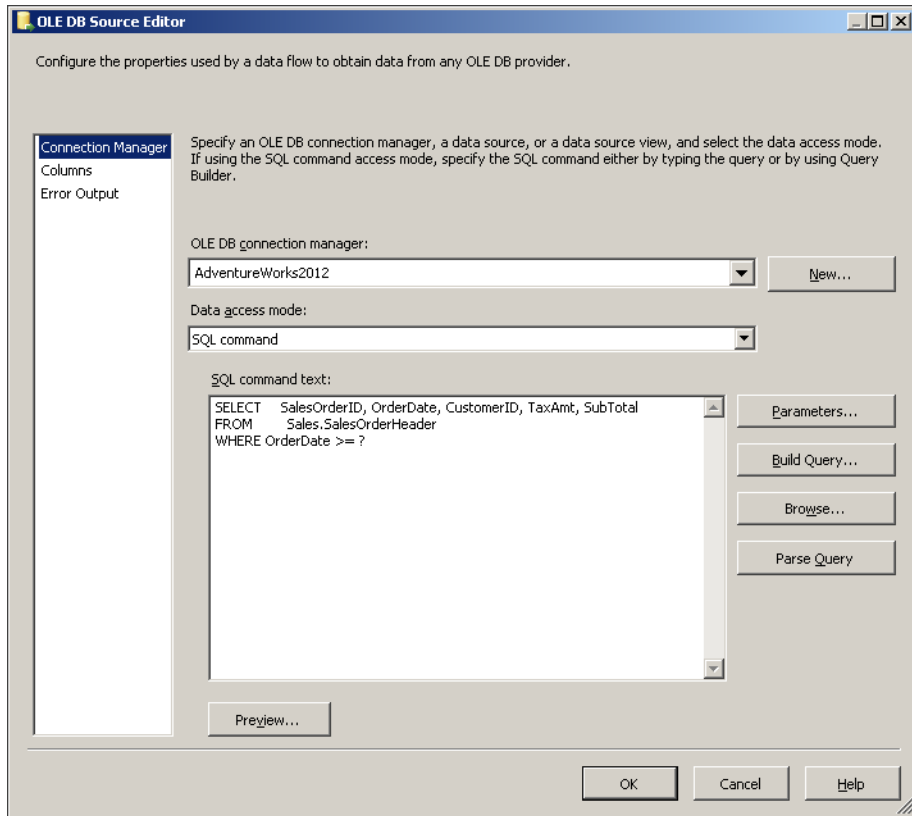 OLE DB Source Editor
Configure the properties used by a data flow to obtain data from any OLE DB provider.
Connection Manager
Columns
Error Output
Specify an OLE DB connection manager, a data source, or a data source view, and select the data access mode.
If using the SQL command access mode, specify the SQL command either by typing the query or by using Query
Builder.
OLE DB connection manager:
AdventureWorks2012
New...
Data access mode:
SQL command
SQL command text:
SELECT SalesOrderID, OrderDate, CustomerID, TaxAmt, SubTotal
FROM Sales.SalesOrderHeader
WHERE OrderDate >= ?
Parameters...
Build Query...
Browse...
Parse Query
Preview...
OK
Cancel
Help